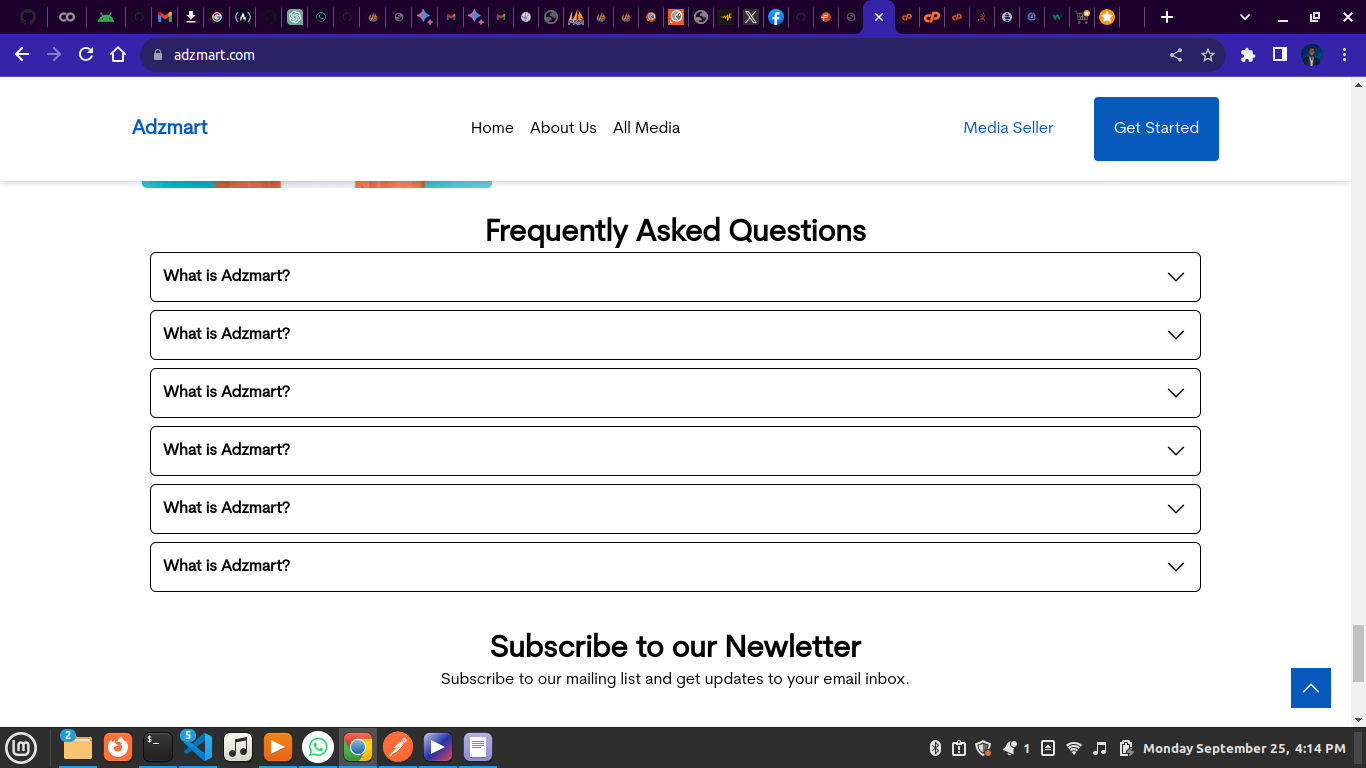 adzmart.com
Adzmart
Home About Us All Media
Media Seller
Get Started
Frequently Asked Questions
What is Adzmart?
What is Adzmart?
What is Adzmart?
What is Adzmart?
What is Adzmart?
What is Adzmart?
Subscribe to our Newletter
Subscribe to our mailing list and get updates to your email inbox.
2
5
1
Monday September 25, 4:14 PM